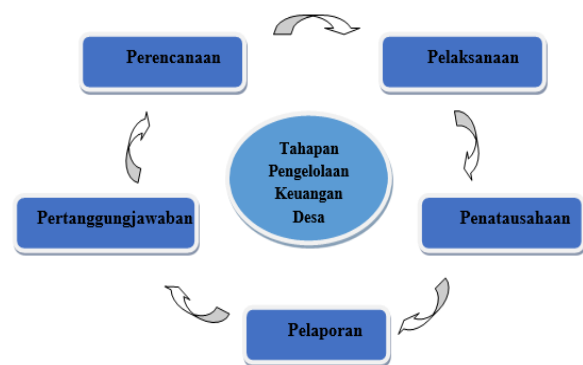 Perencanaan
Pelaksanaan
Tahapan
Pengelolaan
Keuangan
Desa
Pertanggungjawaban
Penatausahaan
Pelaporan